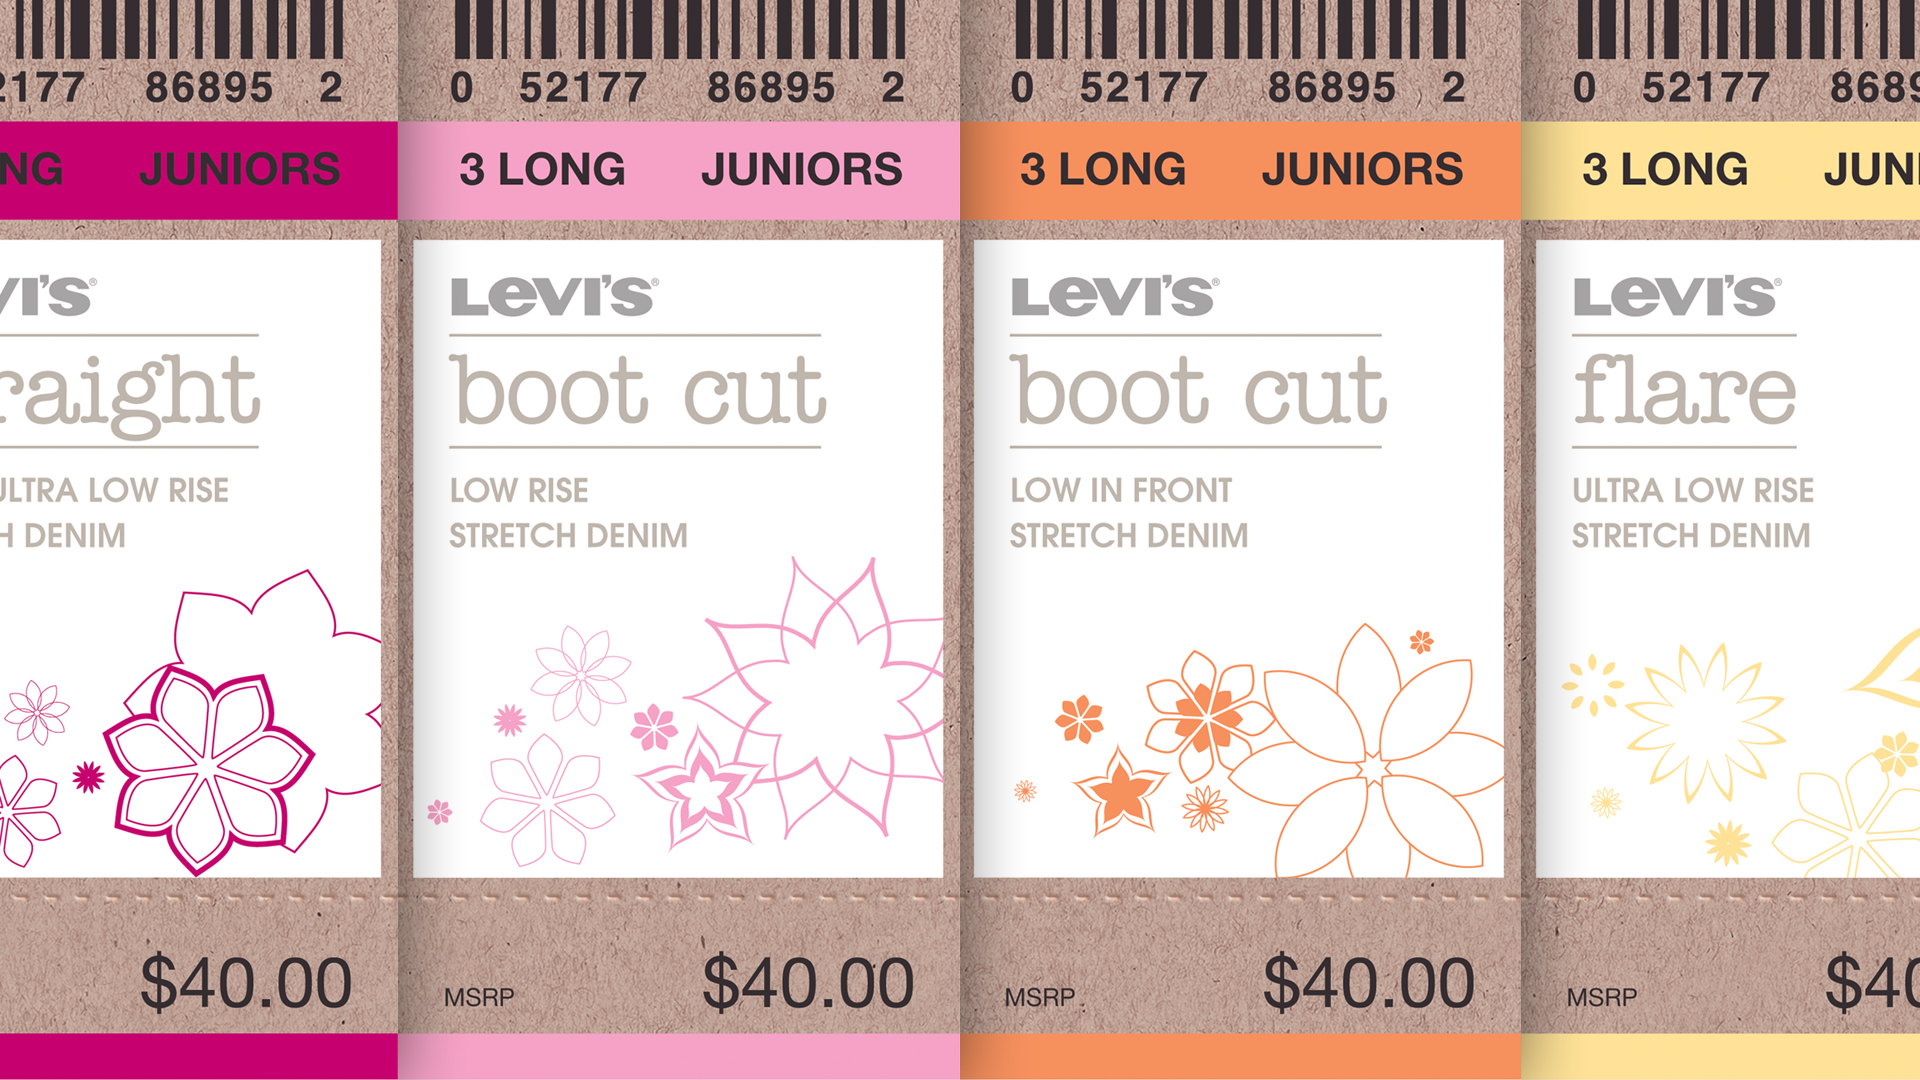 2177 86895 2
NG JUNIORS
VI'S®
raight
ULTRA LOW RISE
H DENIM
$40.00
0 52177 86895 2
3 LONG JUNIORS
LEVI'S®
boot cut
LOW RISE
STRETCH DENIM
MSRP $40.00
0 52177 86895 2
3 LONG JUNIORS
LEVI'S®
boot cut
LOW IN FRONT
STRETCH DENIM
MSRP $40.00
0 52177 868
3 LONG JUN
LEVI'S®
flare
ULTRA LOW RISE
STRETCH DENIM
MSRP $40